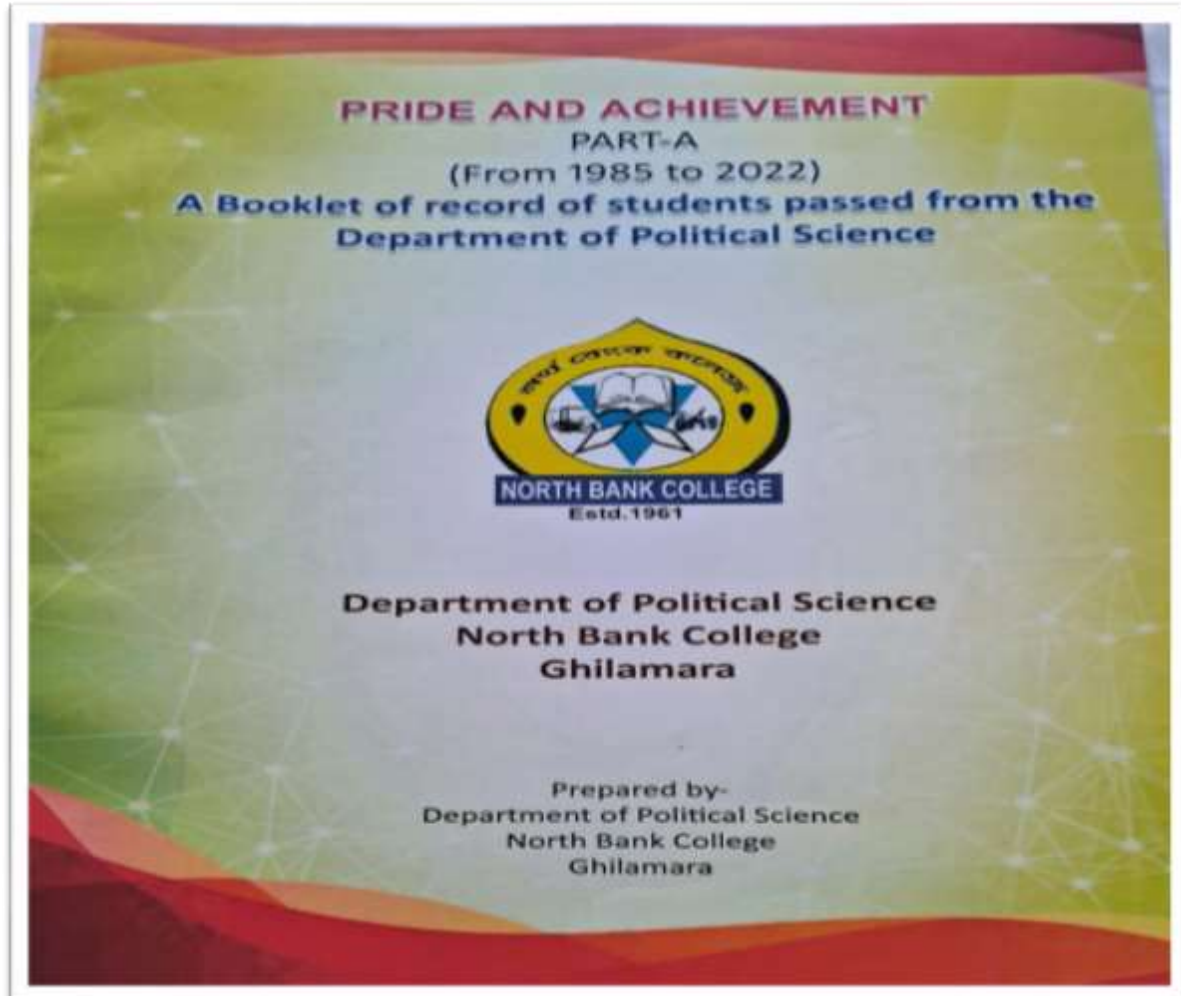 PRIDE AND ACHIEVEMENT
PART-A
(From 1985 to 2022)
A Booklet of record of students passed from the
Department of Political Science
নৰ্থ বেংক কলেজ
NORTH BANK COLLEGE
Estd.1961
Department of Political Science
North Bank College
Ghilamara
Prepared by-
Department of Political Science
North Bank College
Ghilamara